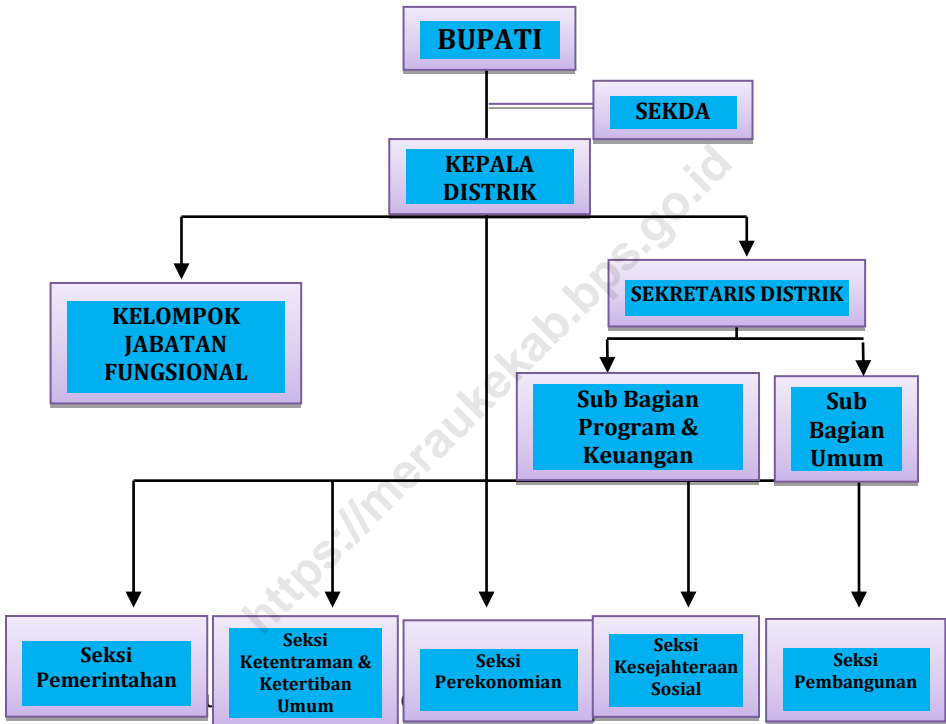 BUPATI
SEKDA
KEPALA
DISTRIK
KELOMPOK
JABATAN
FUNGSIONAL
SEKRETARIS DISTRIK
Sub Bagian
Program &
Keuangan
Sub
Bagian
Umum
Seksi
Pemerintahan
Seksi
Ketentraman &
Ketertiban
Umum
Seksi
Perekonomian
Seksi
Kesejahteraan
Sosial
Seksi
Pembangunan
https://meraukekab.bps.go.id